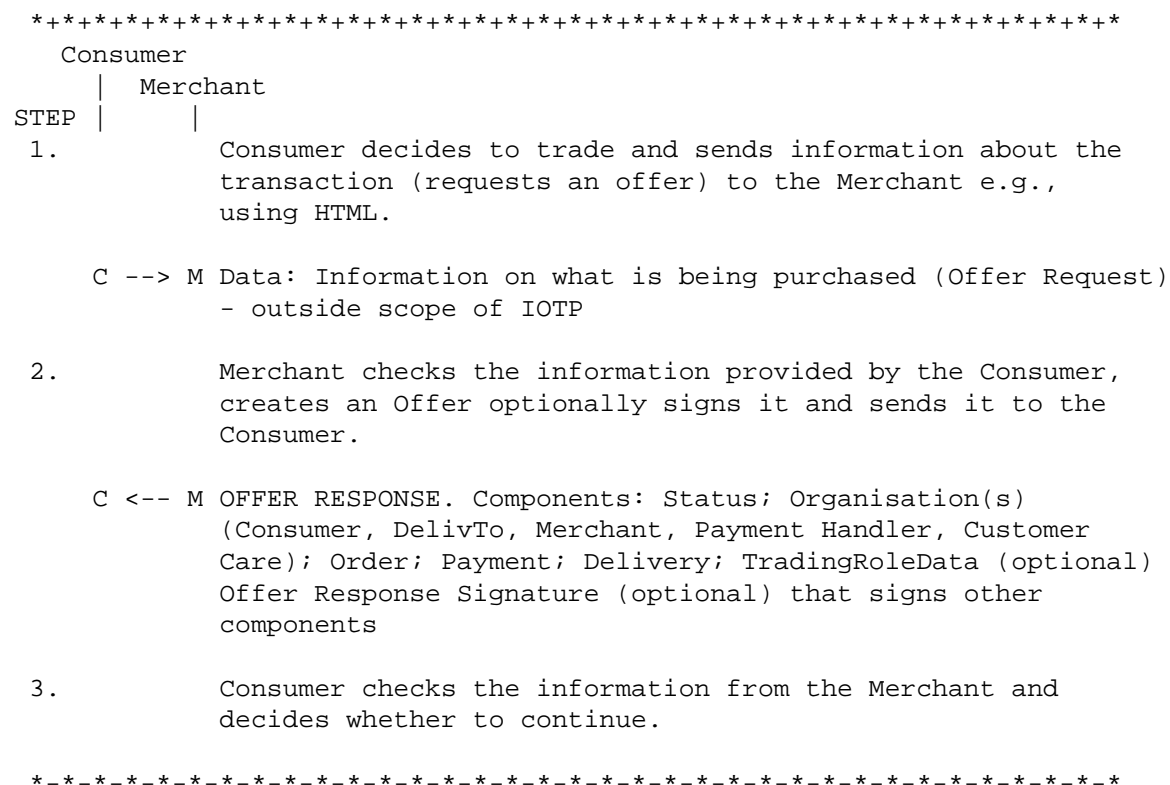 *+*+*+*+*+*+*+*+*+*+*+*+*+*+*+*+*+*+*+*+*+*+*+*+*+*+*+*+*+*+*+*+*+*+*
Consumer
| Merchant
STEP | |
1. Consumer decides to trade and sends information about the
transaction (requests an offer) to the Merchant e.g.,
using HTML.
C --> M Data: Information on what is being purchased (Offer Request)
- outside scope of IOTP
2. Merchant checks the information provided by the Consumer,
creates an Offer optionally signs it and sends it to the
Consumer.
C <-- M OFFER RESPONSE. Components: Status; Organisation(s)
(Consumer, DelivTo, Merchant, Payment Handler, Customer
Care); Order; Payment; Delivery; TradingRoleData (optional)
Offer Response Signature (optional) that signs other
components
3. Consumer checks the information from the Merchant and
decides whether to continue.
*-*-*-*-*-*-*-*-*-*-*-*-*-*-*-*-*-*-*-*-*-*-*-*-*-*-*-*-*-*-*-*-*-*-*